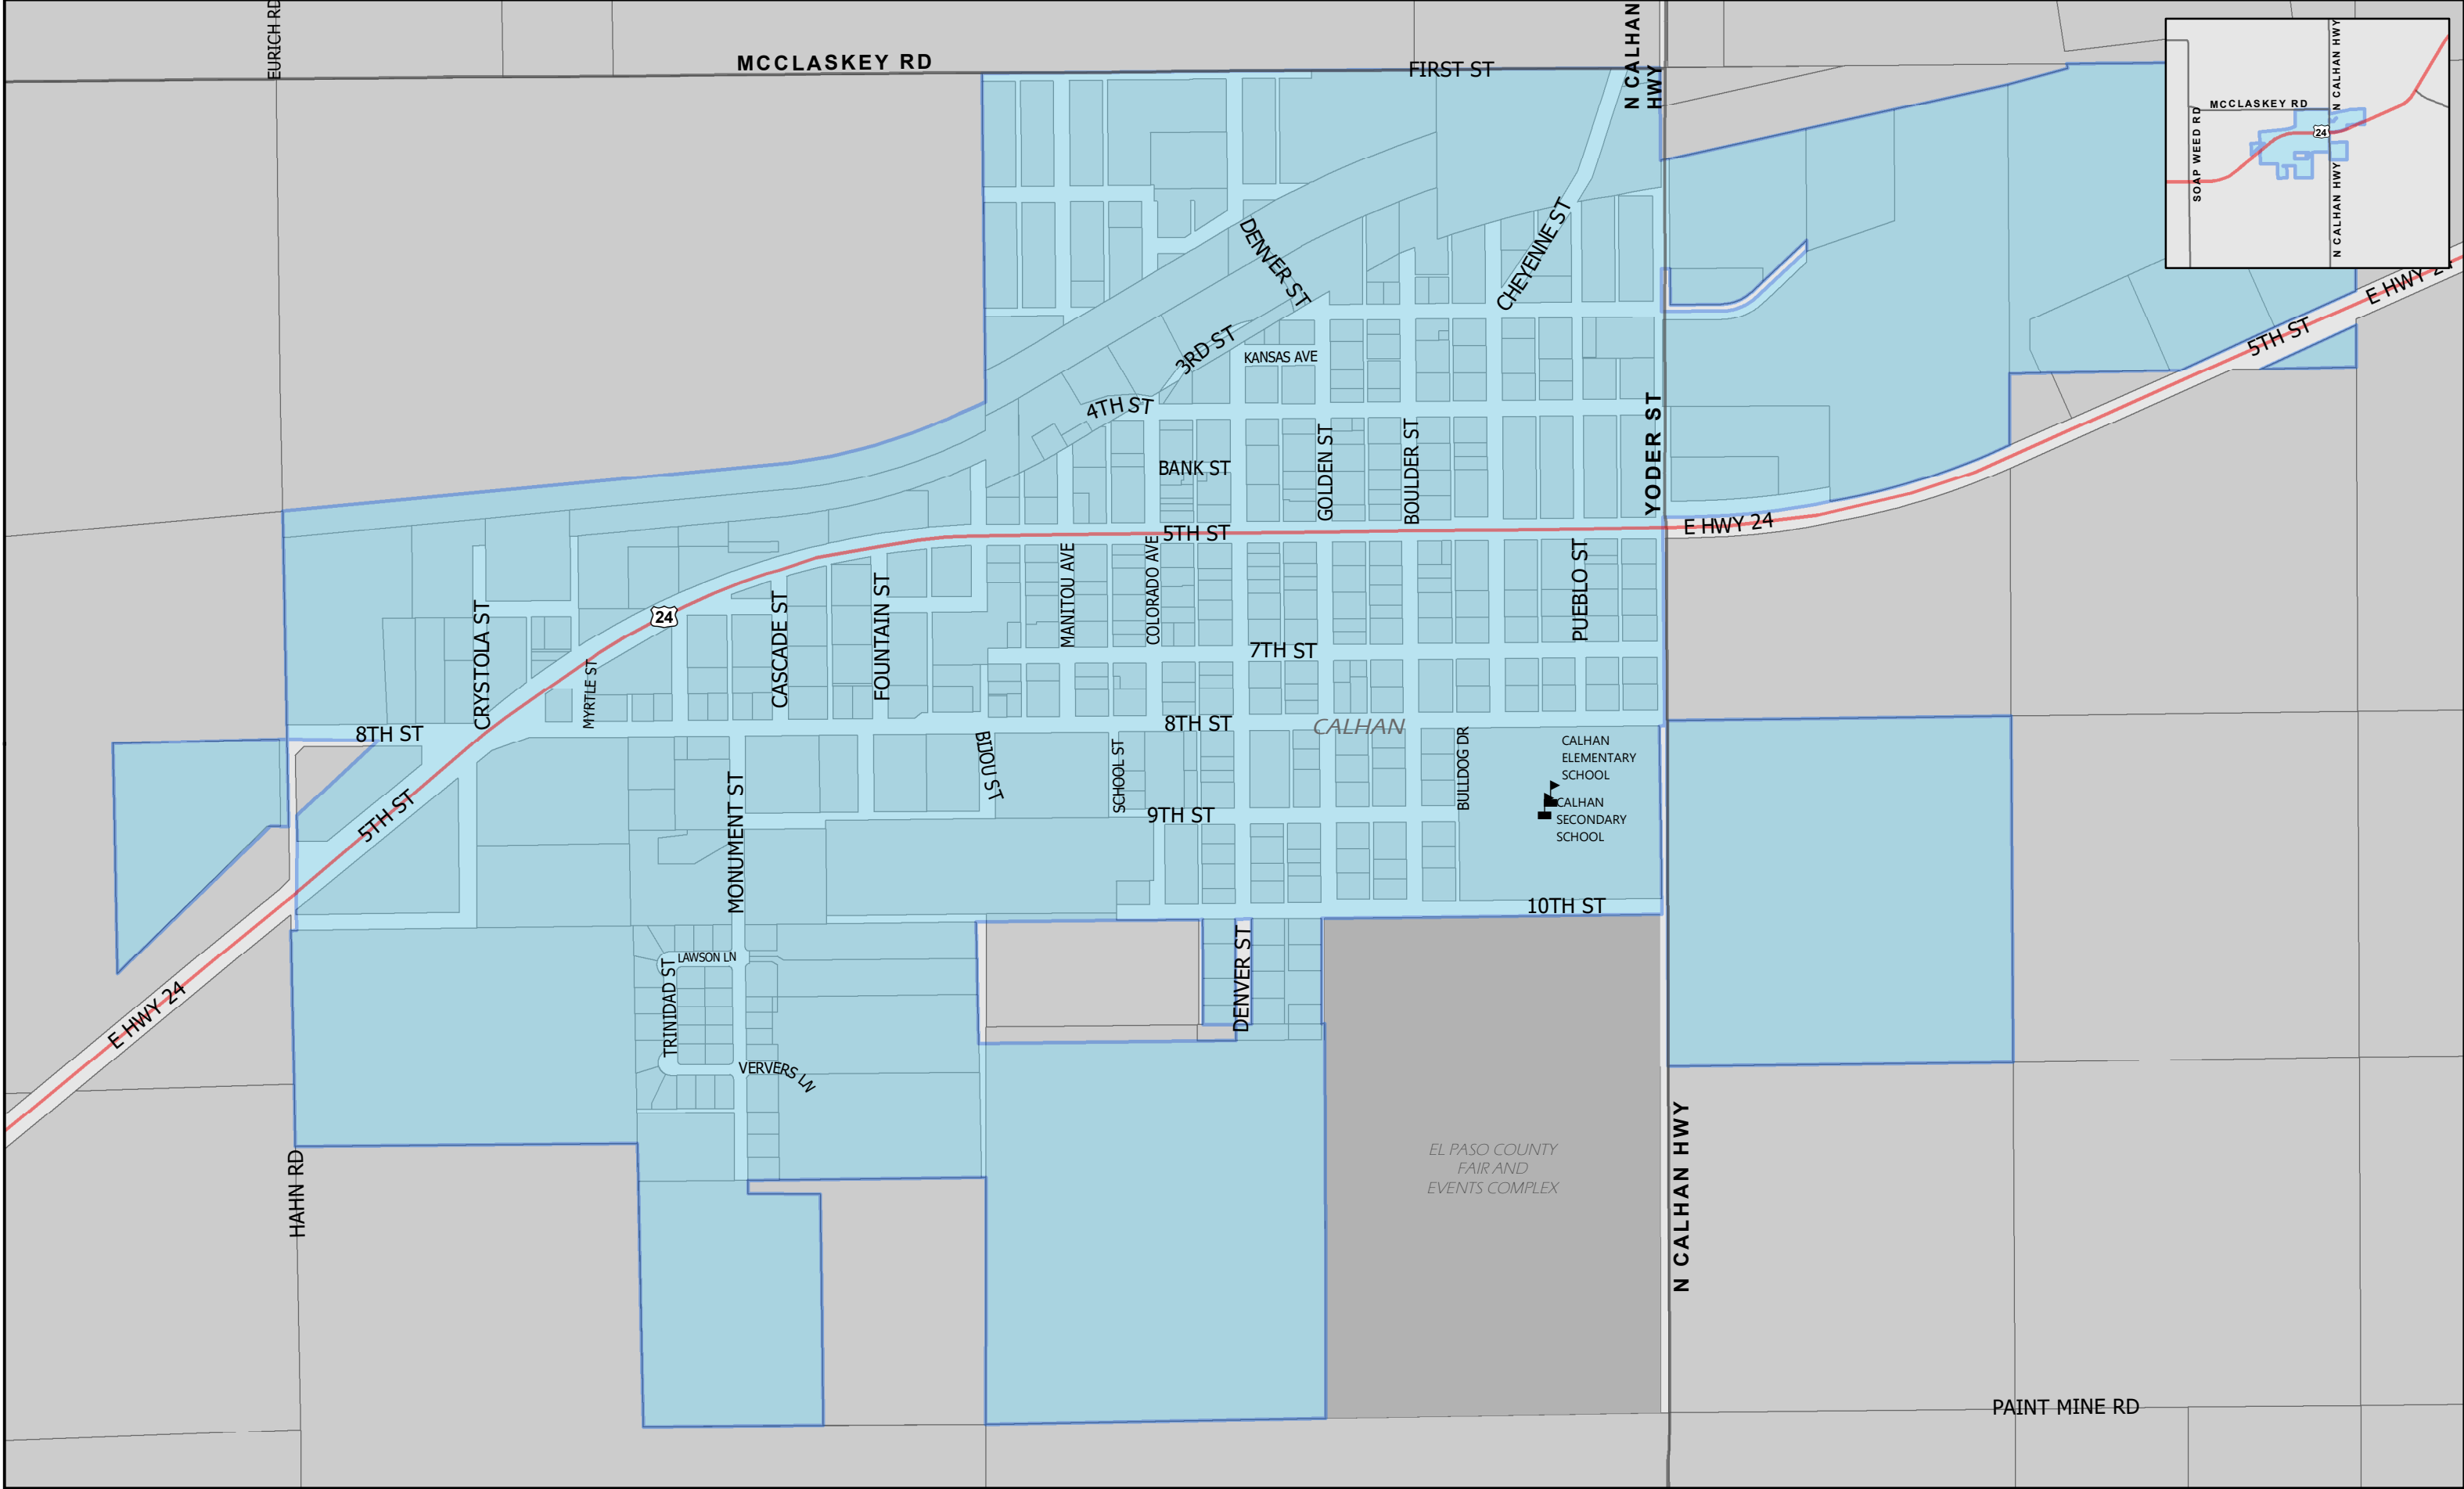 EURICH RD
MCCLASKEY RD
FIRST ST
N CALHAN
HWY
MCCLASKEY RD
N CALHAN HWY
SOAP WEED RD
24
N CALHAN HWY
DENVER ST
CHEYENNE ST
3RD ST
KANSAS AVE
4TH ST
BANK ST
GOLDEN ST
BOULDER ST
YODER ST
E HWY 24
5TH ST
5TH ST
E HWY 24
24
CRYSTOLA ST
MYRTLE ST
CASCADE ST
FOUNTAIN ST
MANITOU AVE
COLORADO AVE
PUEBLO ST
7TH ST
8TH ST
8TH ST
CALHAN
5TH ST
MONUMENT ST
BIJOU ST
SCHOOL ST
9TH ST
BULLDOG DR
CALHAN
ELEMENTARY
SCHOOL
CALHAN
SECONDARY
SCHOOL
10TH ST
E HWY 24
LAWSON LN
TRINIDAD ST
VERVERS LN
DENVER ST
HAHN RD
EL PASO COUNTY
FAIR AND
EVENTS COMPLEX
N CALHAN HWY
PAINT MINE RD